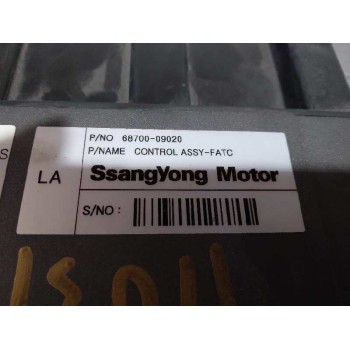 P/NO 68700-09020
P/NAME CONTROL ASSY-FATC
S
LA
SsangYong Motor
S/NO :